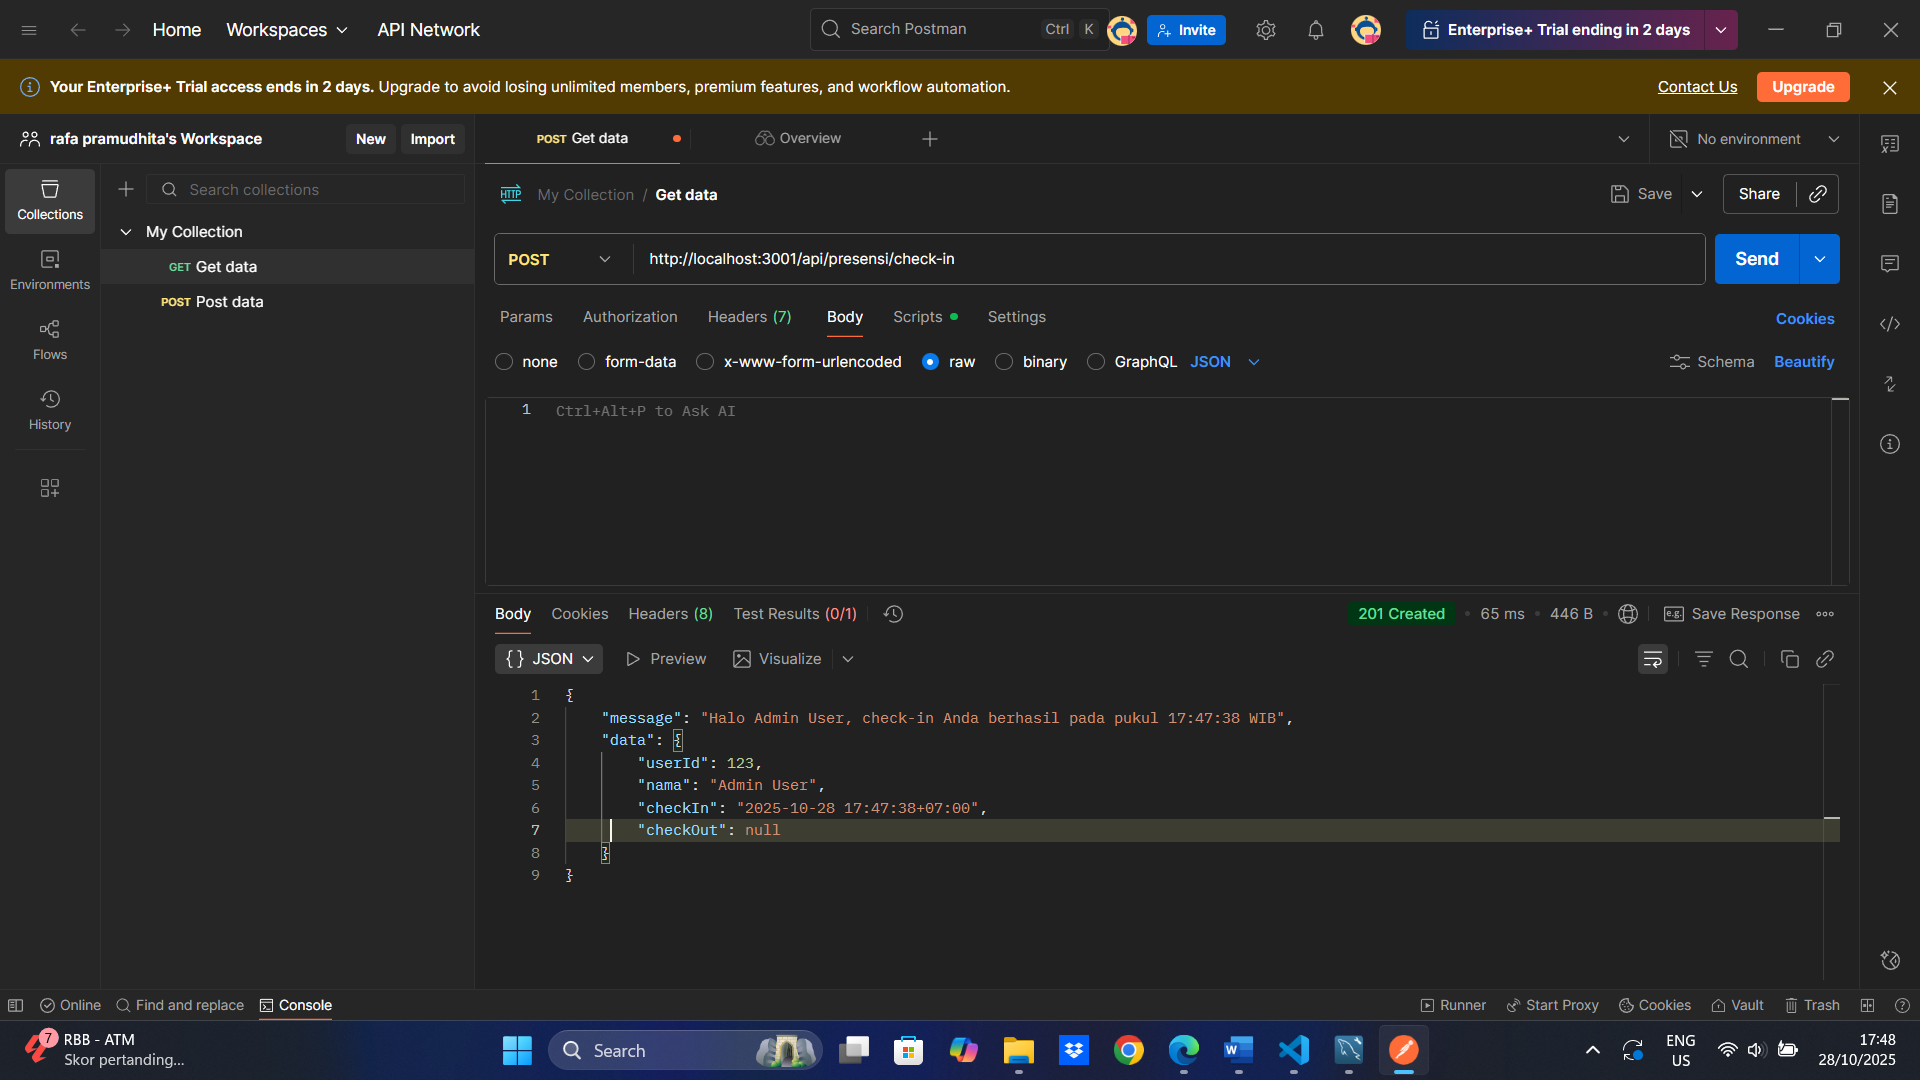 Home
Workspaces
API Network
Search Postman
Ctrl K
Invite
Enterprise+ Trial ending in 2 days
Your Enterprise+ Trial access ends in 2 days. Upgrade to avoid losing unlimited members, premium features, and workflow automation.
Contact Us
Upgrade
rafa pramudhita's Workspace
New
Import
POST Get data
Overview
No environment
Collections
Environments
Flows
History
Search collections
My Collection
GET Get data
POST Post data
HTTP
My Collection / Get data
Save
Share
POST
http://localhost:3001/api/presensi/check-in
Send
Params
Authorization
Headers (7)
Body
Scripts
Settings
Cookies
none
form-data
x-www-form-urlencoded
raw
binary
GraphQL
JSON
Schema
Beautify
1 Ctrl+Alt+P to Ask AI
Body
Cookies
Headers (8)
Test Results (0/1)
201 Created
65 ms
446 B
e.g.
Save Response
{} JSON
Preview
Visualize
1 {
2 "message": "Halo Admin User, check-in Anda berhasil pada pukul 17:47:38 WIB",
3 "data": {
4 "userId": 123,
5 "nama": "Admin User",
6 "checkIn": "2025-10-28 17:47:38+07:00",
7 "checkOut": null
8 }
9 }
Online
Find and replace
Console
Runner
Start Proxy
Cookies
Vault
Trash
7
RBB - ATM
Skor pertanding...
Search
W
ENG
US
17:48
28/10/2025